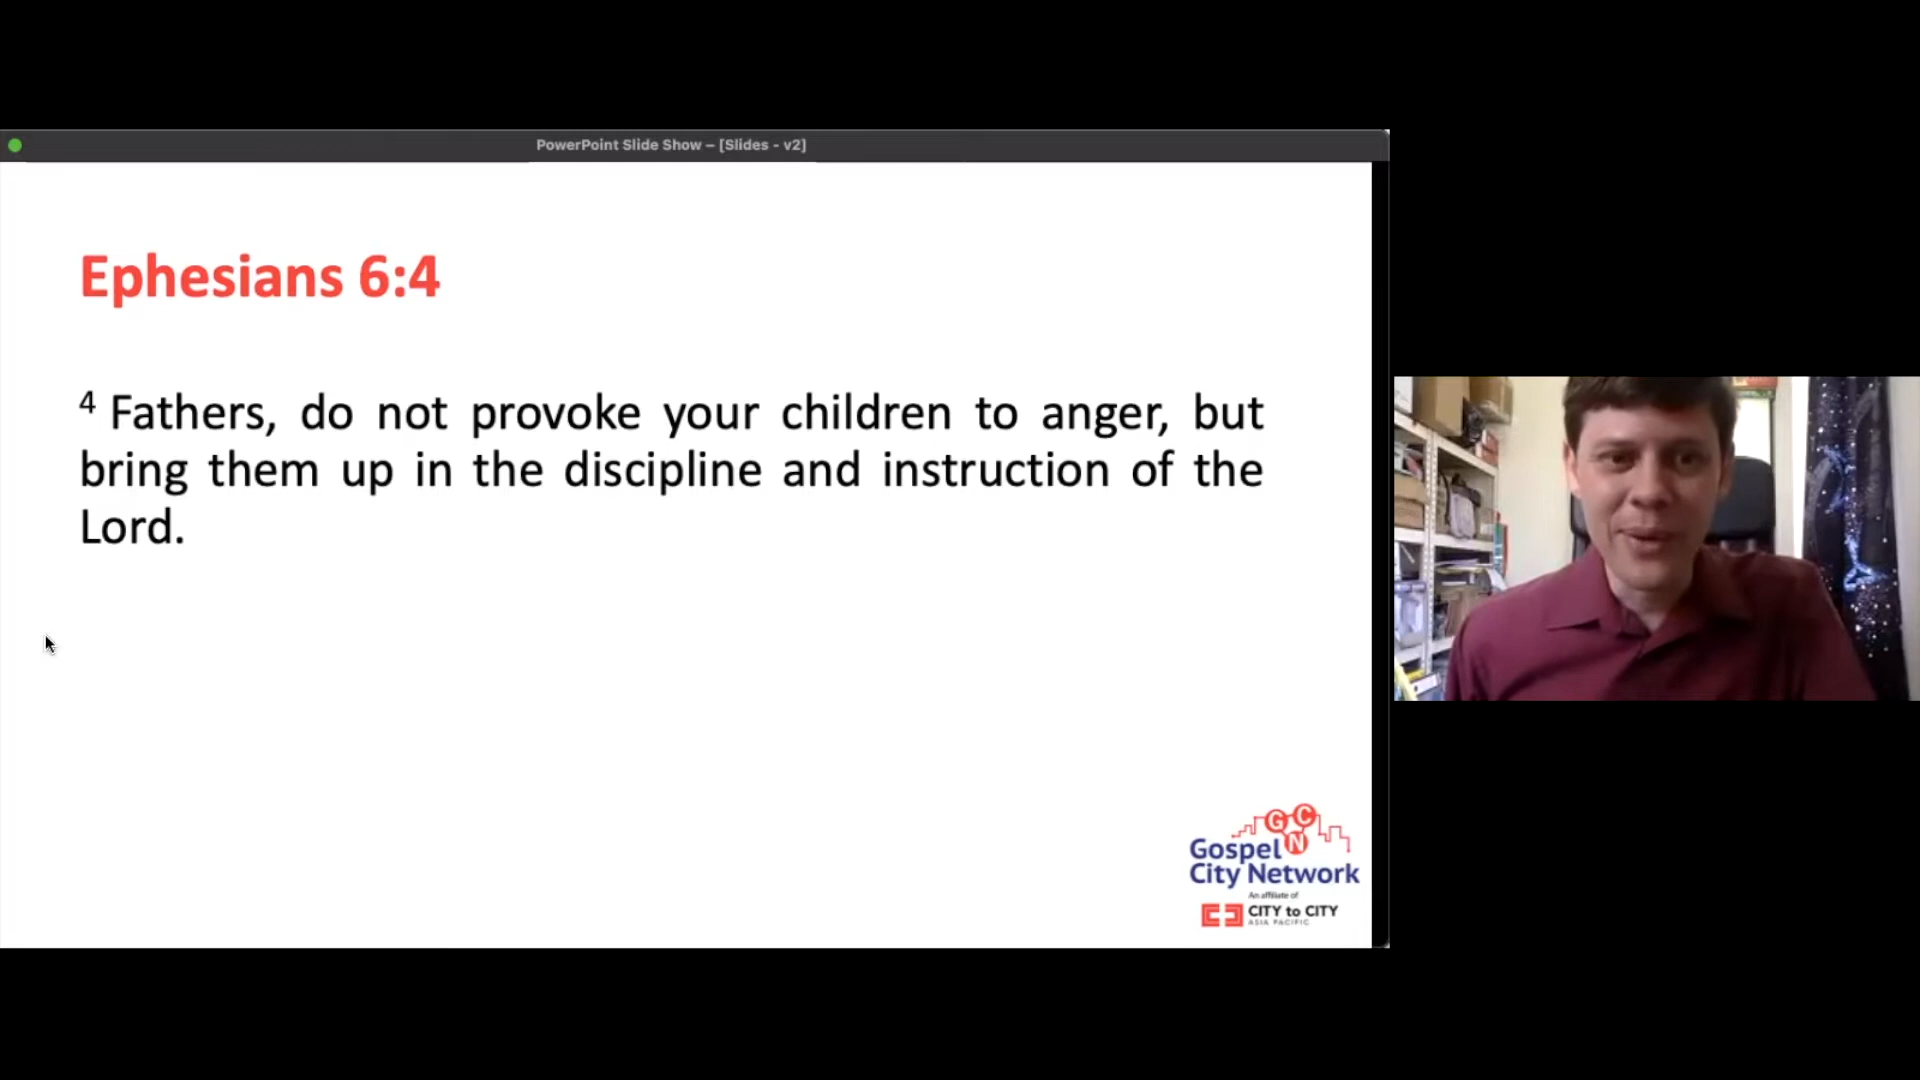 PowerPoint Slide Show – [Slides - v2]
Ephesians 6:4
4 Fathers, do not provoke your children to anger, but
bring them up in the discipline and instruction of the
Lord.
G C
N
Gospel
City Network
An affiliate of
CITY to CITY
ASIA PACIFIC